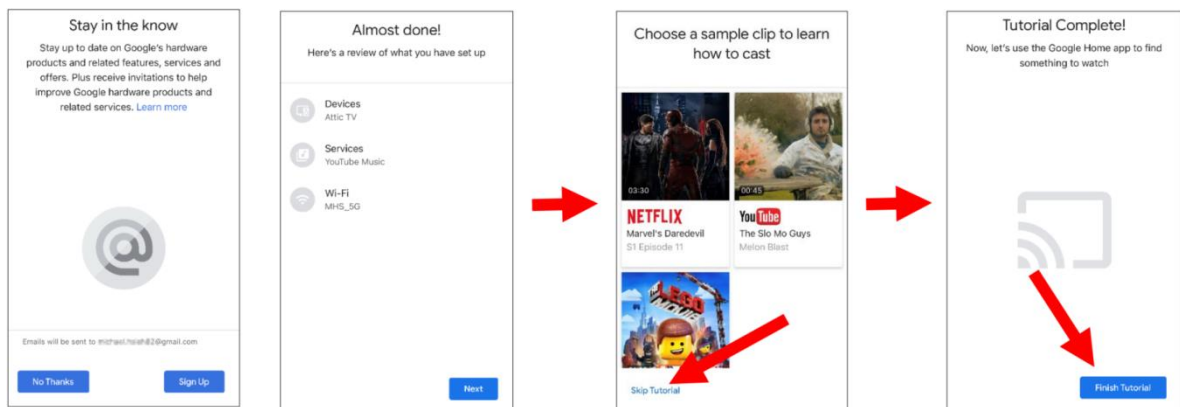 Stay in the know
Stay up to date on Google's hardware
products and related features, services and
offers. Plus receive invitations to help
improve Google hardware products and
related services. Learn more
Emails will be sent to @gmail.com
No Thanks
Sign Up
Almost done!
Here's a review of what you have set up
Devices
Attic TV
Services
YouTube Music
Wi-Fi
MHS_5G
Next
Choose a sample clip to learn
how to cast
03:30
NETFLIX
Marvel's Daredevil
S1 Episode 11
00:45
YouTube
The Slo Mo Guys
Melon Blast
THE LEGO MOVIE
Skip Tutorial
Tutorial Complete!
Now, let's use the Google Home app to find
something to watch
Finish Tutorial